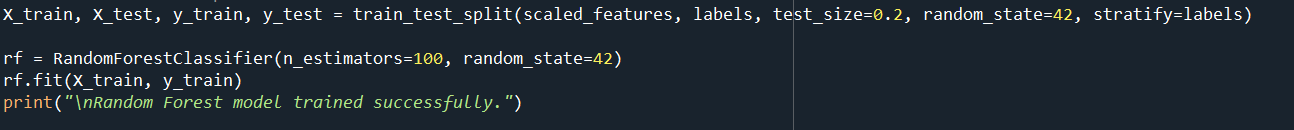 X_train, X_test, y_train, y_test = train_test_split(scaled_features, labels, test_size=0.2, random_state=42, stratify=labels)
rf = RandomForestClassifier(n_estimators=100, random_state=42)
rf.fit(X_train, y_train)
print("\nRandom Forest model trained successfully.")